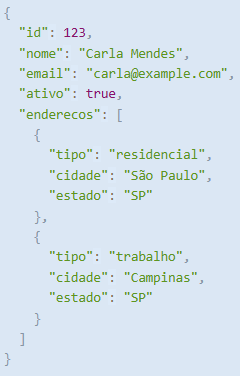 {
  "id": 123,
  "nome": "Carla Mendes",
  "email": "carla@example.com",
  "ativo": true,
  "enderecos": [
    {
      "tipo": "residencial",
      "cidade": "São Paulo",
      "estado": "SP"
    },
    {
      "tipo": "trabalho",
      "cidade": "Campinas",
      "estado": "SP"
    }
  ]
}